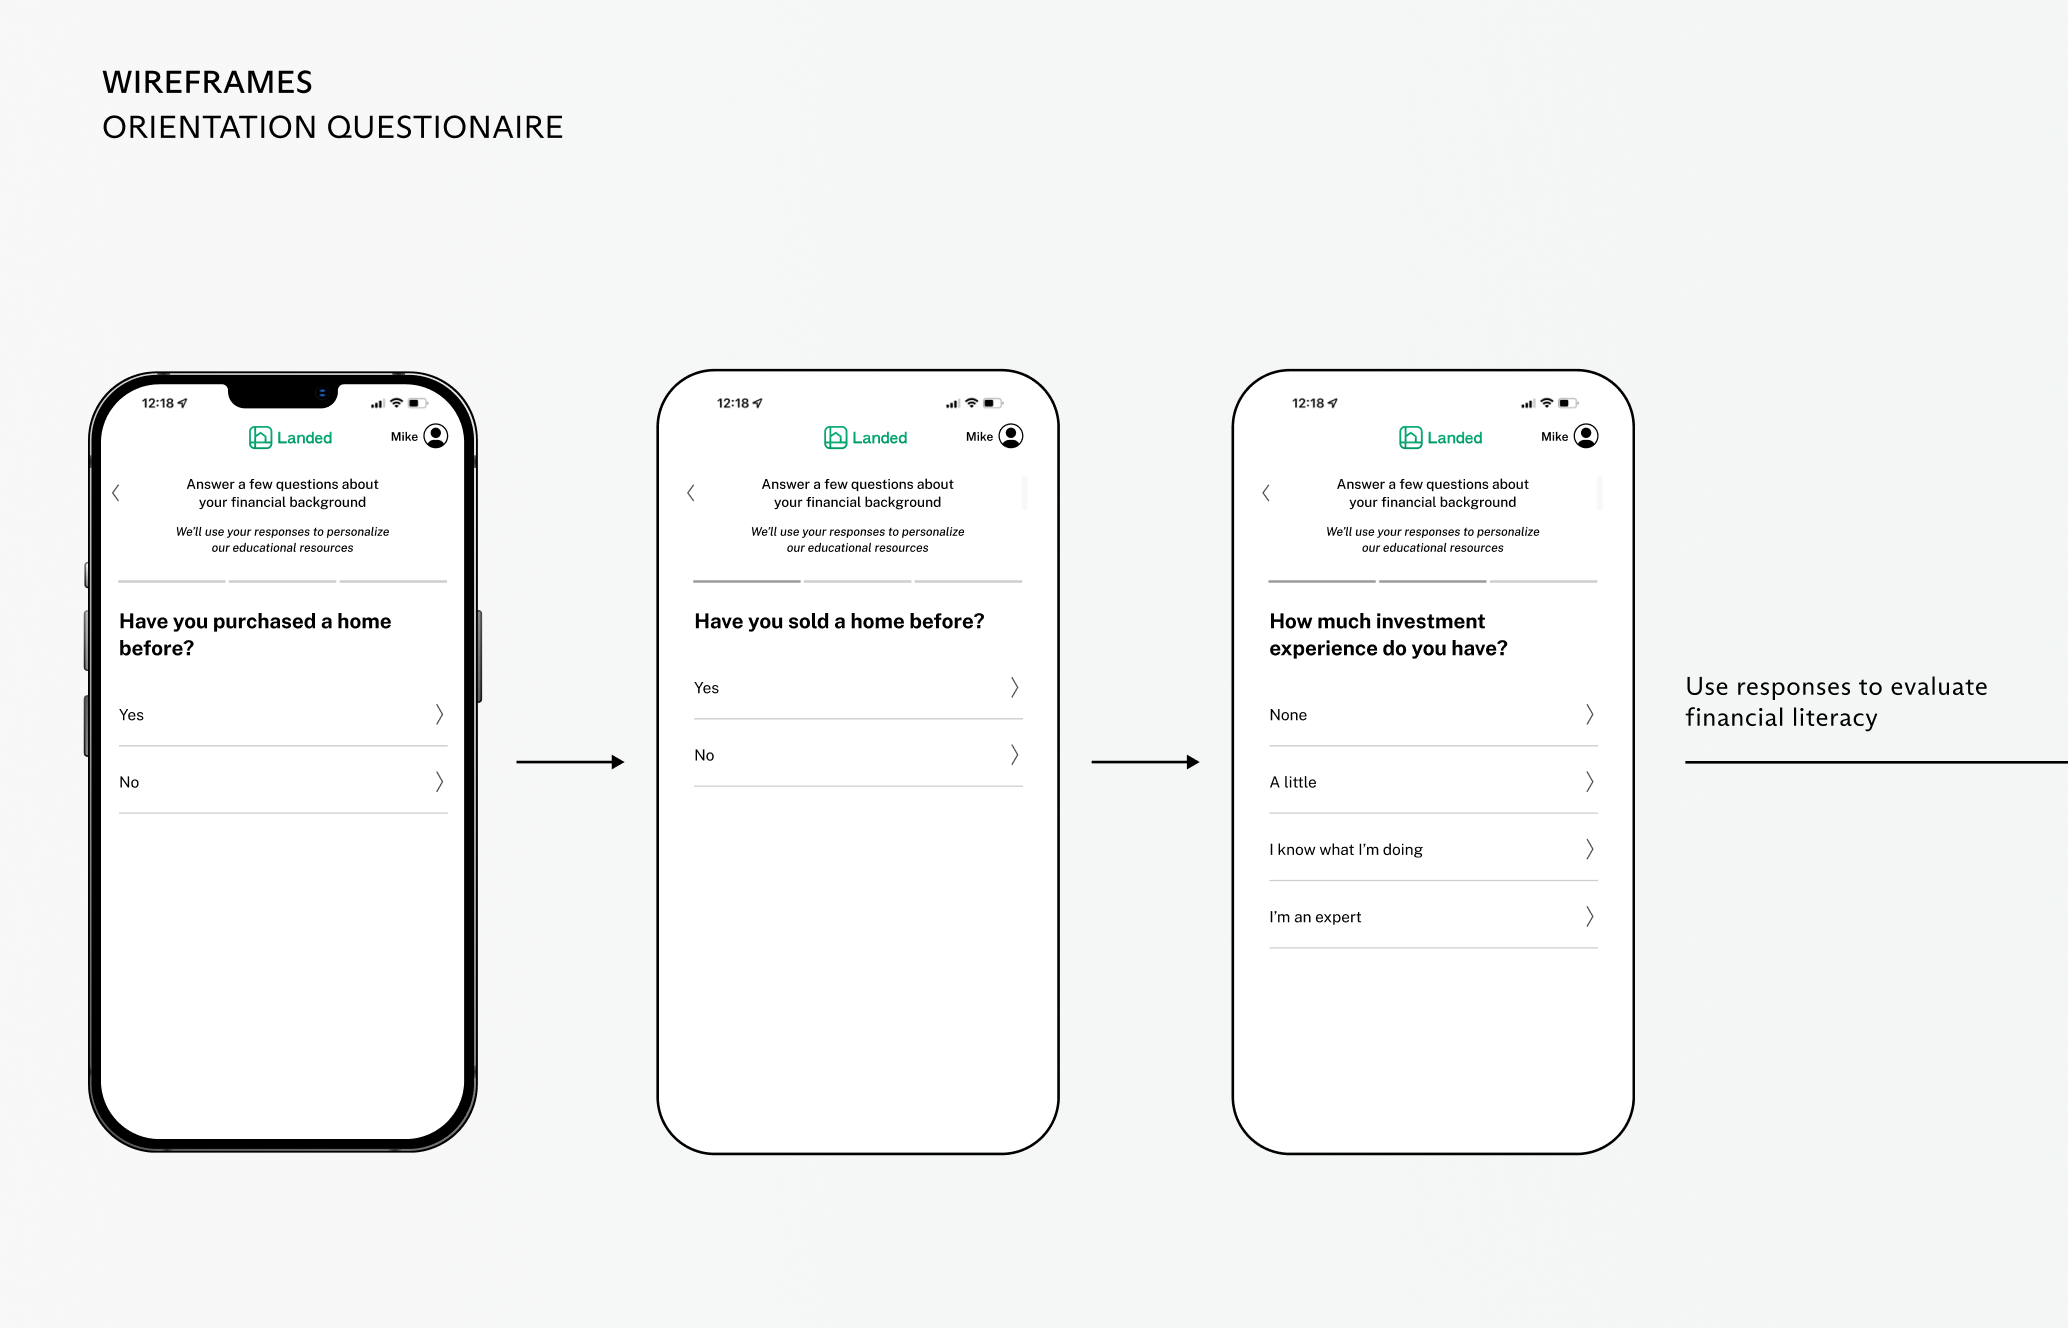 WIREFRAMES
ORIENTATION QUESTIONAIRE
12:18
Landed
Mike
Answer a few questions about
your financial background
We'll use your responses to personalize
our educational resources
Have you purchased a home
before?
Yes
No
12:18
Landed
Mike
Answer a few questions about
your financial background
We'll use your responses to personalize
our educational resources
Have you sold a home before?
Yes
No
12:18
Landed
Mike
Answer a few questions about
your financial background
We'll use your responses to personalize
our educational resources
How much investment
experience do you have?
None
A little
I know what I'm doing
I'm an expert
Use responses to evaluate
financial literacy